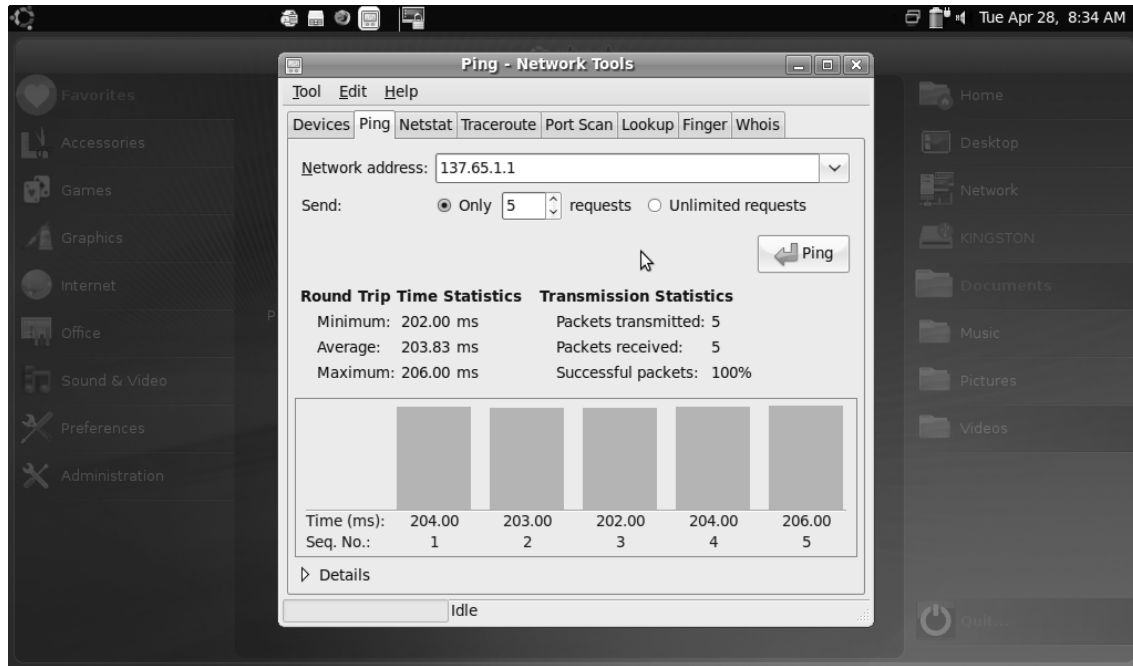 Tue Apr 28, 8:34 AM
Ping - Network Tools
Tool Edit Help
Devices Ping Netstat Traceroute Port Scan Lookup Finger Whois
Network address: 137.65.1.1
Send: Only 5 requests Unlimited requests
Ping
Round Trip Time Statistics Transmission Statistics
Minimum: 202.00 ms Packets transmitted: 5
Average: 203.83 ms Packets received: 5
Maximum: 206.00 ms Successful packets: 100%
Time (ms): 204.00 203.00 202.00 204.00 206.00
Seq. No.: 1 2 3 4 5
Details
Idle
Favorites
Accessories
Games
Graphics
Internet
Office
Sound & Video
Preferences
Administration
Home
Desktop
Network
KINGSTON
Documents
Music
Pictures
Videos
Quit...